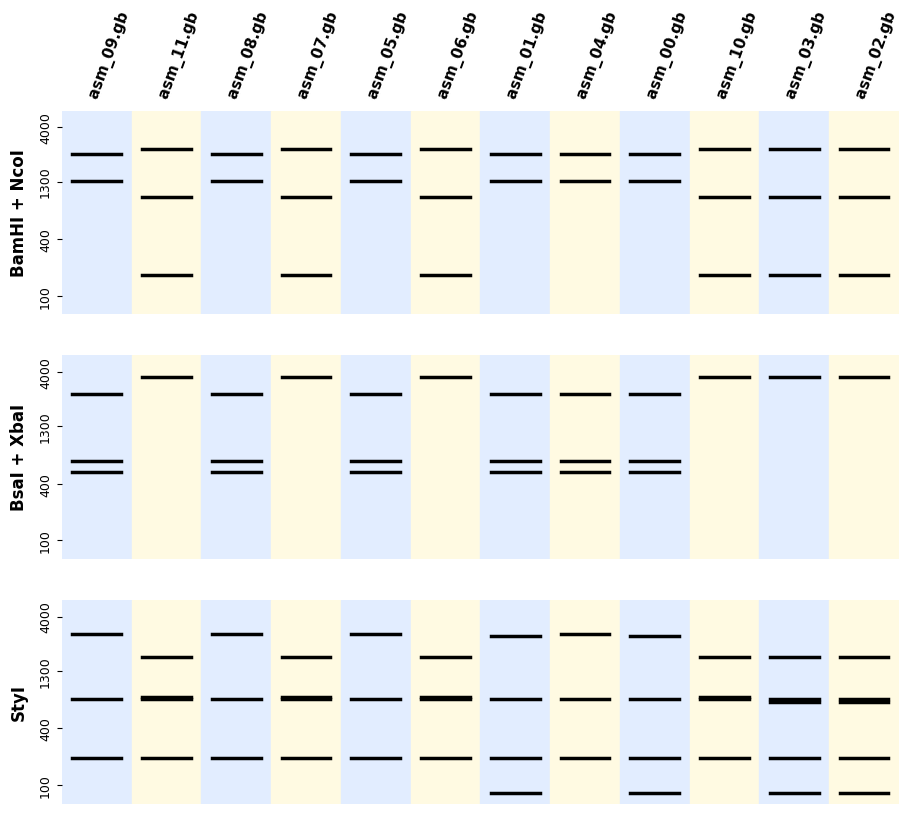 asm_09.gb
asm_11.gb
asm_08.gb
asm_07.gb
asm_05.gb
asm_06.gb
asm_01.gb
asm_04.gb
asm_00.gb
asm_10.gb
asm_03.gb
asm_02.gb
BamHI + NcoI
4000
1300
400
100
BsaI + XbaI
4000
1300
400
100
StyI
4000
1300
400
100